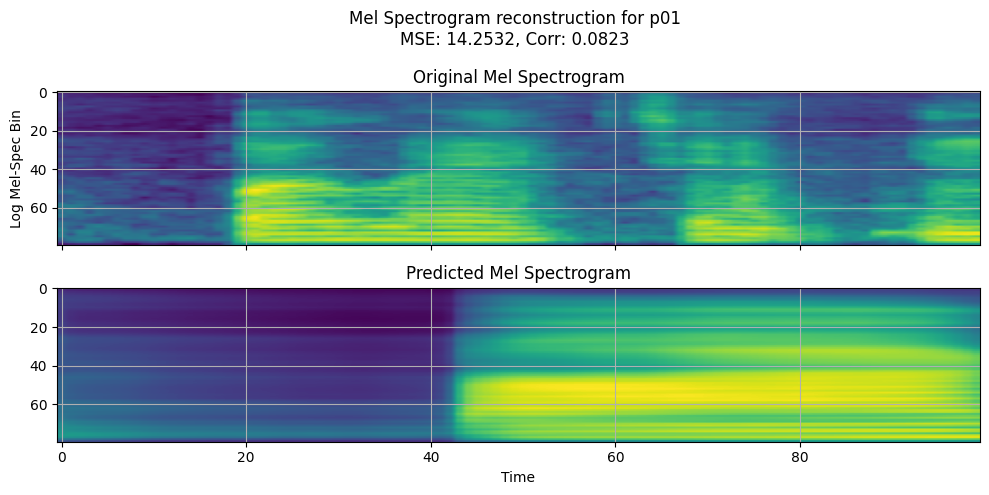 Mel Spectrogram reconstruction for p01
MSE: 14.2532, Corr: 0.0823
Original Mel Spectrogram
Log Mel-Spec Bin
0
20
40
60
Predicted Mel Spectrogram
0
20
40
60
0 20 40 60 80
Time